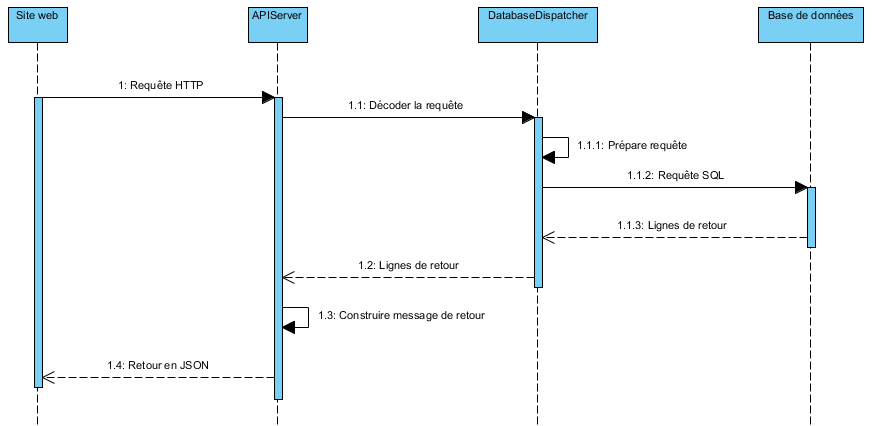 Site web
APIServer
DatabaseDispatcher
Base de données
1: Requête HTTP
1.1: Décoder la requête
1.1.1: Prépare requête
1.1.2: Requête SQL
1.1.3: Lignes de retour
1.2: Lignes de retour
1.3: Construire message de retour
1.4: Retour en JSON